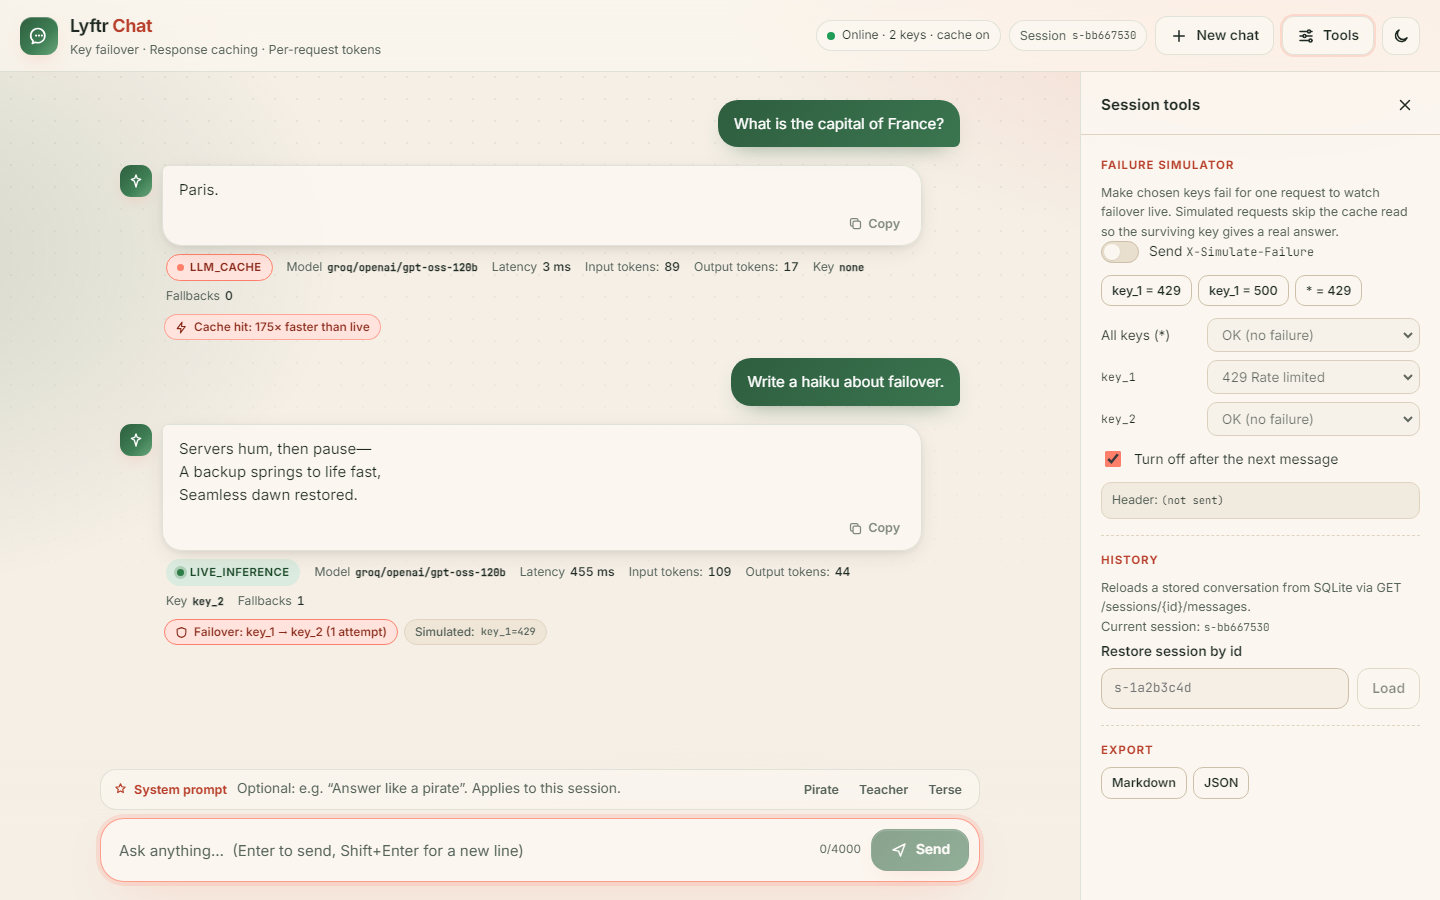 Lyftr Chat
Key failover · Response caching · Per-request tokens
Online · 2 keys · cache on
Session s-bb667530
New chat
Tools
What is the capital of France?
Paris.
Copy
LLM_CACHE Model groq/openai/gpt-oss-120b Latency 3 ms Input tokens: 89 Output tokens: 17 Key none
Fallbacks 0
Cache hit: 175× faster than live
Write a haiku about failover.
Servers hum, then pause—
A backup springs to life fast,
Seamless dawn restored.
Copy
LIVE_INFERENCE Model groq/openai/gpt-oss-120b Latency 455 ms Input tokens: 109 Output tokens: 44
Key key_2 Fallbacks 1
Failover: key_1 → key_2 (1 attempt) Simulated: key_1=429
System prompt Optional: e.g. “Answer like a pirate”. Applies to this session. Pirate Teacher Terse
Ask anything... (Enter to send, Shift+Enter for a new line) 0/4000 Send
Session tools
FAILURE SIMULATOR
Make chosen keys fail for one request to watch
failover live. Simulated requests skip the cache read
so the surviving key gives a real answer.
Send X-Simulate-Failure
key_1 = 429 key_1 = 500 * = 429
All keys (*) OK (no failure)
key_1 429 Rate limited
key_2 OK (no failure)
Turn off after the next message
Header: (not sent)
HISTORY
Reloads a stored conversation from SQLite via GET
/sessions/{id}/messages.
Current session: s-bb667530
Restore session by id
s-1a2b3c4d Load
EXPORT
Markdown JSON